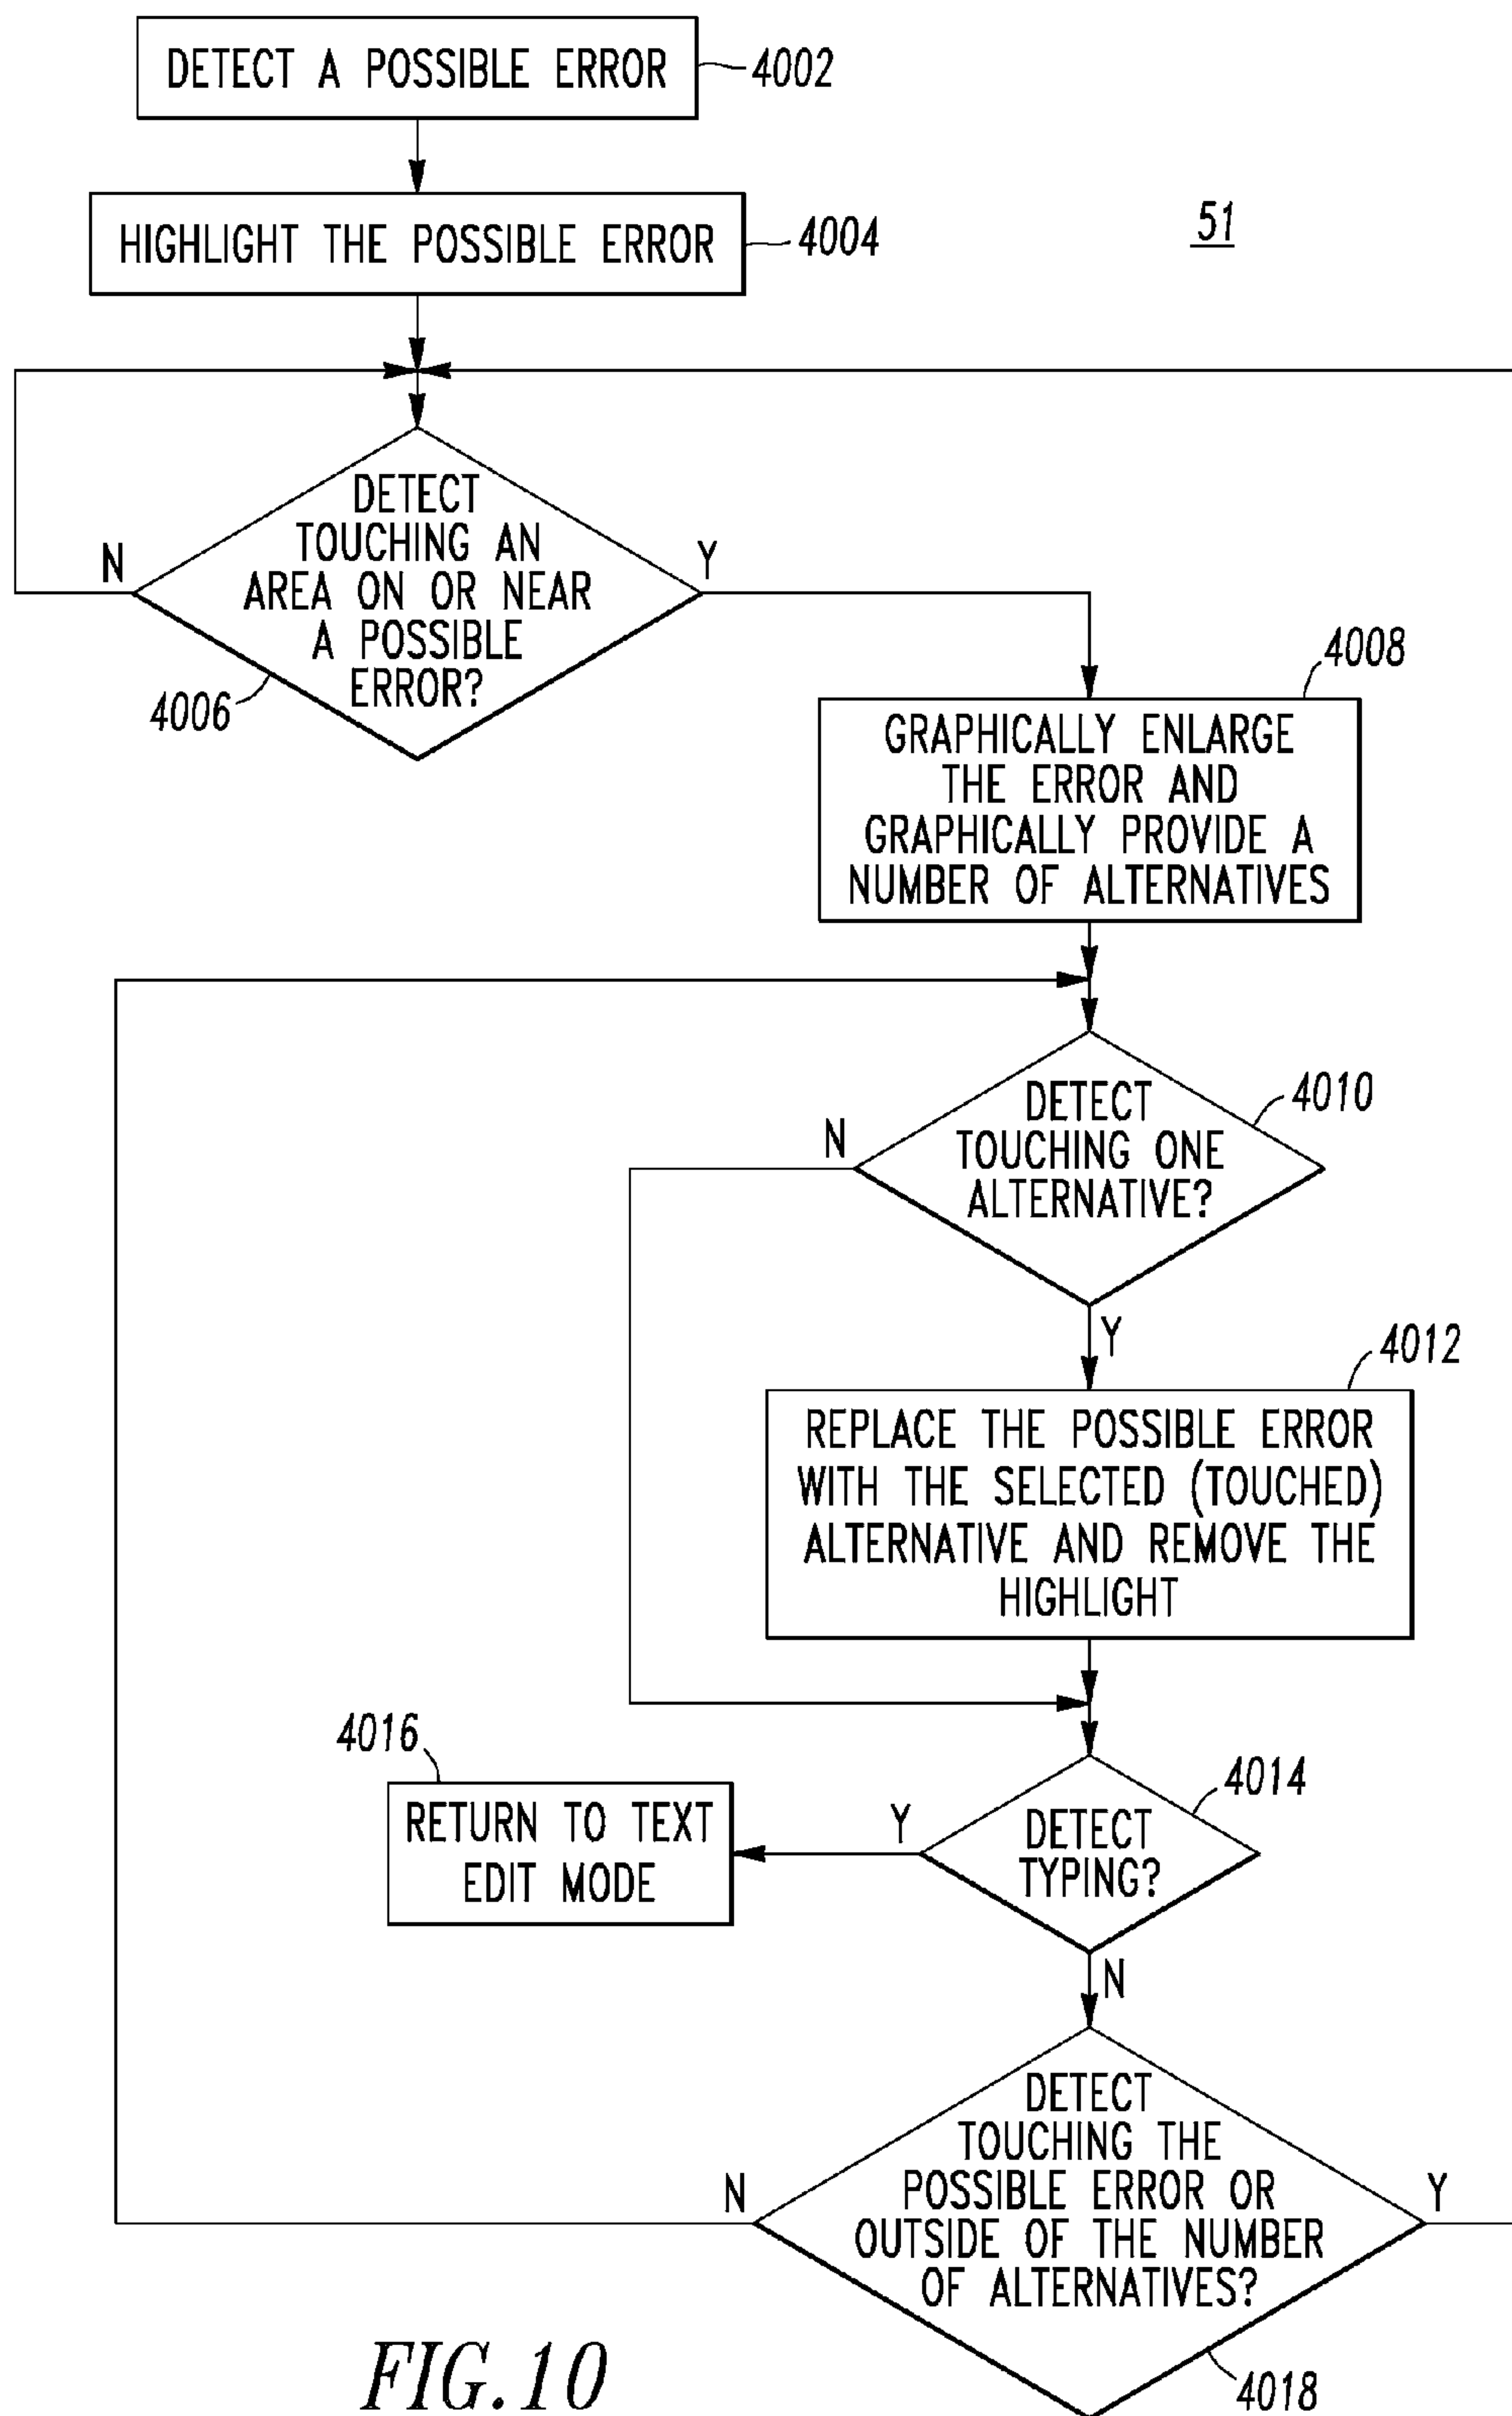 DETECT A POSSIBLE ERROR
4002
HIGHLIGHT THE POSSIBLE ERROR
4004
51
DETECT
TOUCHING AN
AREA ON OR NEAR
A POSSIBLE
ERROR?
N
Y
4006
4008
GRAPHICALLY ENLARGE
THE ERROR AND
GRAPHICALLY PROVIDE A
NUMBER OF ALTERNATIVES
DETECT
TOUCHING ONE
ALTERNATIVE?
N
4010
Y
4012
REPLACE THE POSSIBLE ERROR
WITH THE SELECTED (TOUCHED)
ALTERNATIVE AND REMOVE THE
HIGHLIGHT
4016
RETURN TO TEXT
EDIT MODE
Y
DETECT
TYPING?
4014
N
DETECT
TOUCHING THE
POSSIBLE ERROR OR
OUTSIDE OF THE NUMBER
OF ALTERNATIVES?
N
Y
4018
FIG.10